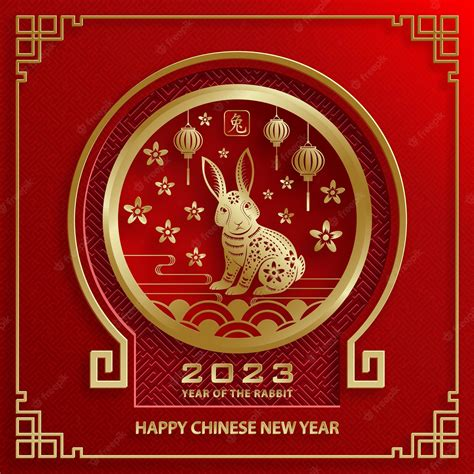 兔
2023
YEAR OF THE RABBIT
HAPPY CHINESE NEW YEAR